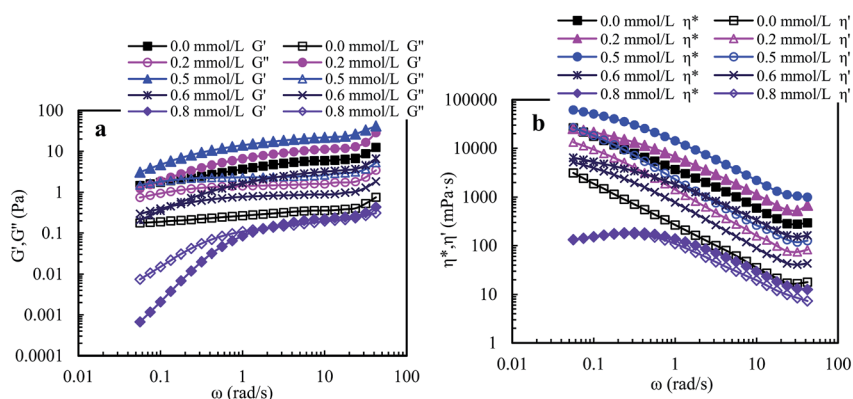 0.0 mmol/L G' 0.0 mmol/L G"
0.2 mmol/L G" 0.2 mmol/L G'
0.5 mmol/L G' 0.5 mmol/L G"
0.6 mmol/L G' 0.6 mmol/L G"
0.8 mmol/L G' 0.8 mmol/L G"
100
10
1
0.1
0.01
0.001
0.0001
G',G" (Pa)
a
0.01 0.1 1 10 100
ω (rad/s)
0.0 mmol/L η* 0.0 mmol/L η'
0.2 mmol/L η* 0.2 mmol/L η'
0.5 mmol/L η* 0.5 mmol/L η'
0.6 mmol/L η* 0.6 mmol/L η'
0.8 mmol/L η* 0.8 mmol/L η'
100000
10000
1000
100
10
1
η*.η' (mPa·s)
b
0.01 0.1 1 10 100
ω (rad/s)